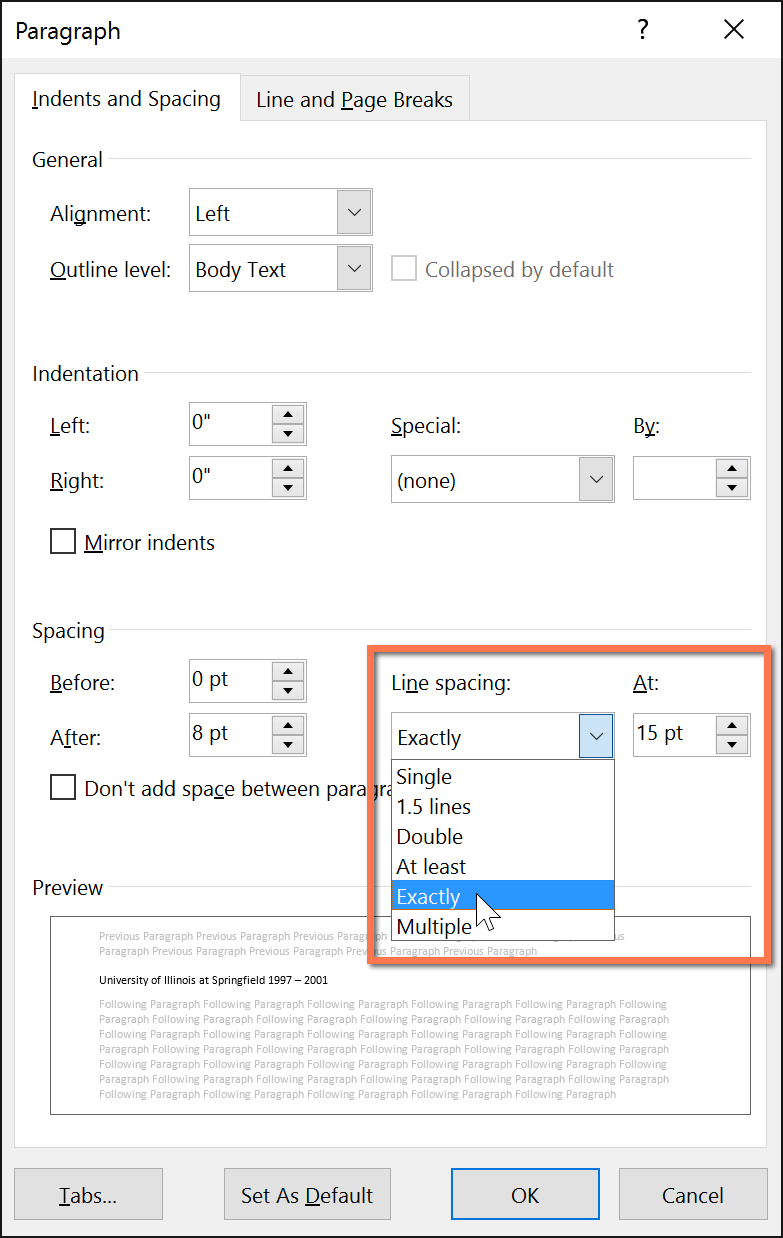 Paragraph ?
Indents and Spacing Line and Page Breaks
General
Alignment: Left
Outline level: Body Text Collapsed by default
Indentation
Left: 0" Special: By:
Right: 0" (none)
Mirror indents
Spacing
Before: 0 pt Line spacing: At:
After: 8 pt Exactly 15 pt
Single
Don't add space between paragra
1.5 lines
Double
At least
Exactly
Multiple
Preview
Previous Paragraph Previous Paragraph Previous Paragraph
Paragraph Previous Paragraph Previous Paragraph Previous Paragraph Previous Paragraph
University of Illinois at Springfield 1997 – 2001
Following Paragraph Following Paragraph Following Paragraph Following Paragraph Following Paragraph Following
Paragraph Following Paragraph Following Paragraph Following Paragraph Following Paragraph Following Paragraph
Following Paragraph Following Paragraph Following Paragraph Following Paragraph Following Paragraph Following
Paragraph Following Paragraph Following Paragraph Following Paragraph Following Paragraph Following Paragraph
Following Paragraph Following Paragraph Following Paragraph Following Paragraph Following Paragraph Following
Paragraph Following Paragraph Following Paragraph Following Paragraph Following Paragraph Following Paragraph
Following Paragraph Following Paragraph Following Paragraph Following Paragraph Following Paragraph
Tabs... Set As Default OK Cancel